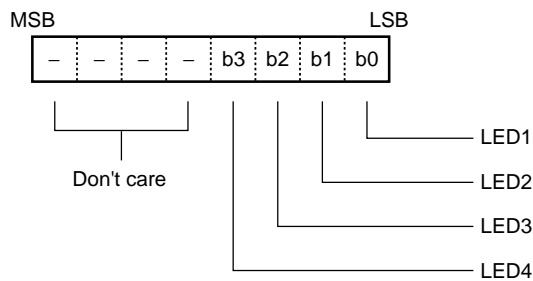 MSB LSB
– – – – b3 b2 b1 b0
LED1
Don't care
LED2
LED3
LED4